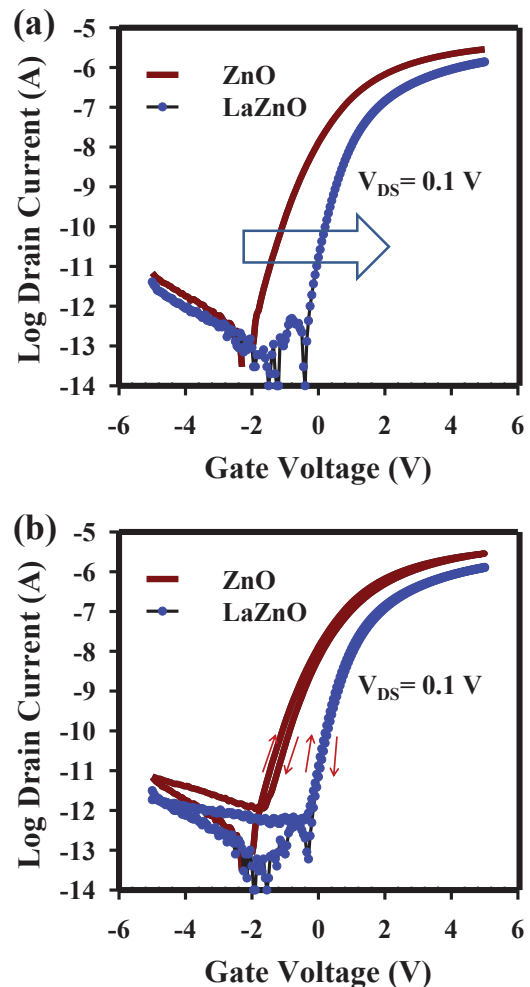 (a)
-5
-6
-7
-8
-9
-10
-11
-12
-13
-14
Log Drain Current (A)
ZnO
LaZnO
V_DS= 0.1 V
-6 -4 -2 0 2 4 6
Gate Voltage (V)
(b)
-5
-6
-7
-8
-9
-10
-11
-12
-13
-14
Log Drain Current (A)
ZnO
LaZnO
V_DS= 0.1 V
-6 -4 -2 0 2 4 6
Gate Voltage (V)